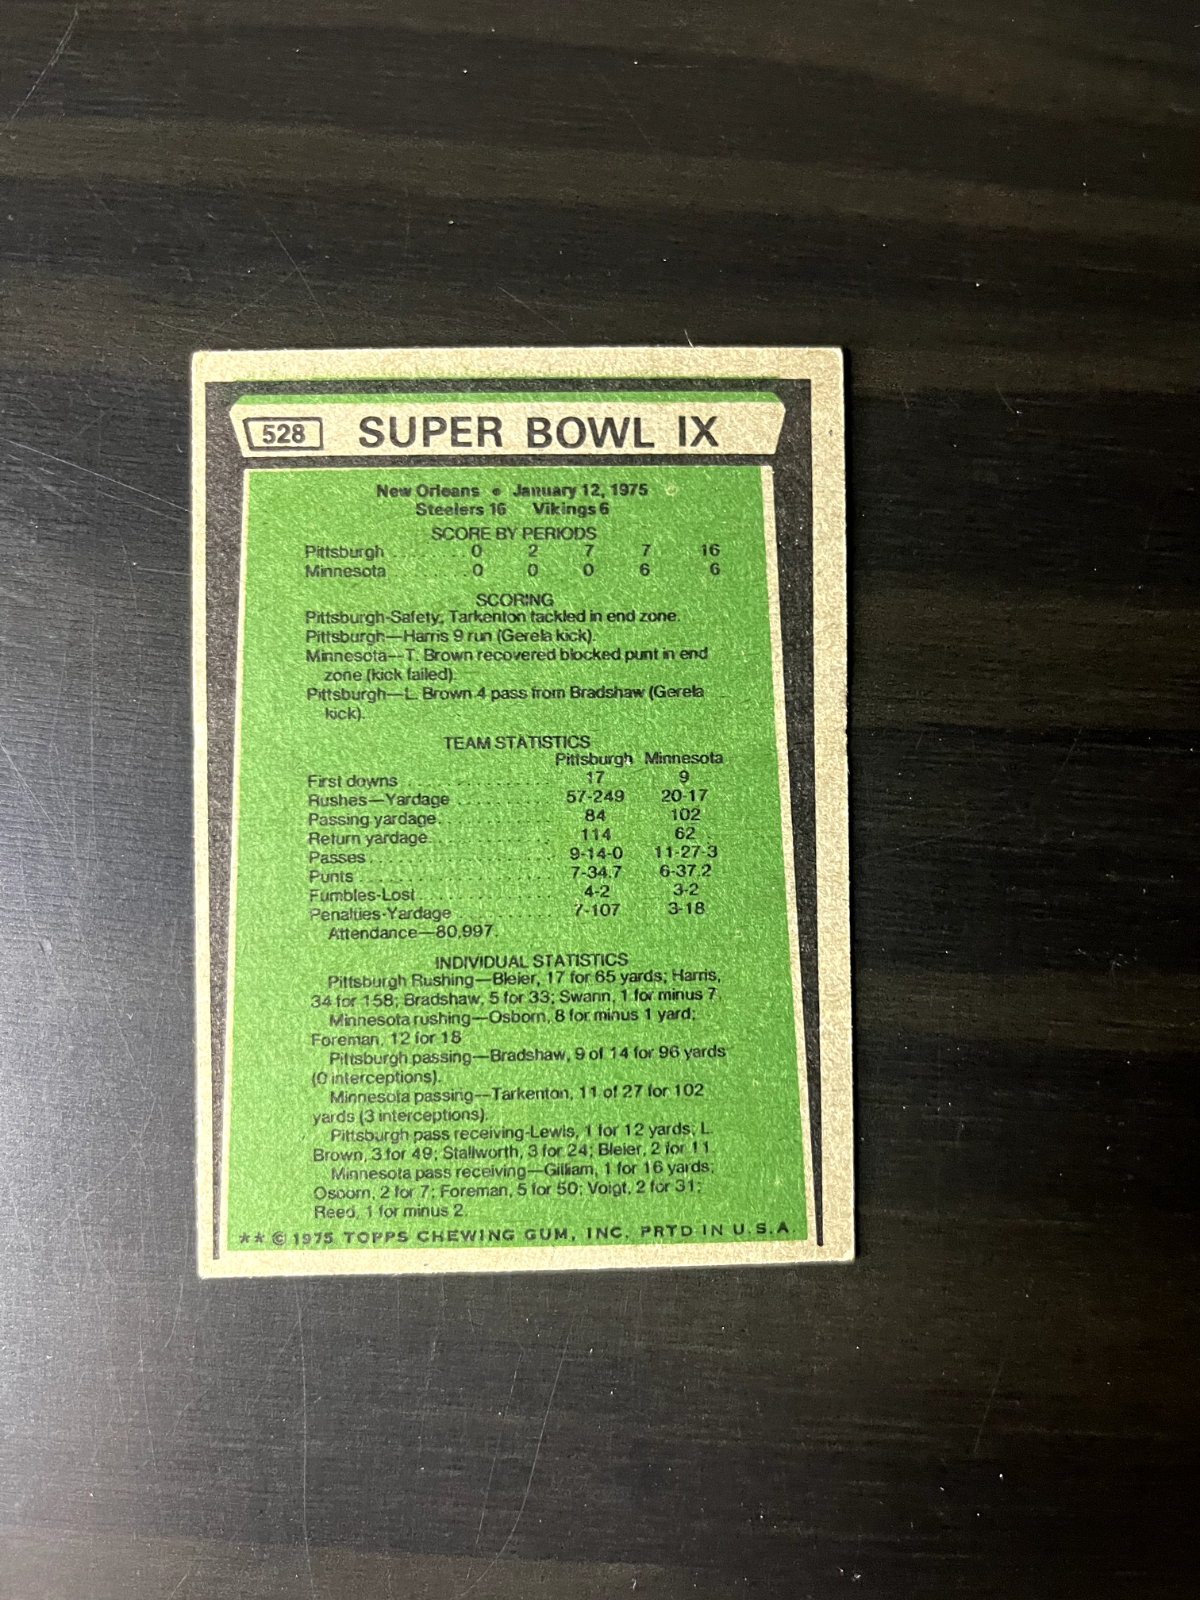 528 SUPER BOWL IX
New Orleans • January 12, 1975
Steelers 16 Vikings 6
SCORE BY PERIODS
Pittsburgh ........ 0 2 7 7 16
Minnesota ........ 0 0 0 6 6
SCORING
Pittsburgh-Safety, Tarkenton tackled in end zone.
Pittsburgh—Harris 9 run (Gerela kick).
Minnesota—T. Brown recovered blocked punt in end
zone (kick failed).
Pittsburgh—L. Brown 4 pass from Bradshaw (Gerela
kick).
TEAM STATISTICS
Pittsburgh Minnesota
First downs ............ 17 9
Rushes—Yardage .......... 57-249 20-17
Passing yardage............ 84 102
Return yardage............. 114 62
Passes.................... 9-14-0 11-27-3
Punts .................... 7-34.7 6-37.2
Fumbles-Lost .............. 4-2 3-2
Penalties-Yardage .......... 7-107 3-18
Attendance—80,997.
INDIVIDUAL STATISTICS
Pittsburgh Rushing—Bleier, 17 for 65 yards; Harris,
34 for 158; Bradshaw, 5 for 33; Swann, 1 for minus 7.
Minnesota rushing—Osborn, 8 for minus 1 yard;
Foreman, 12 for 18.
Pittsburgh passing—Bradshaw, 9 of 14 for 96 yards
(0 interceptions).
Minnesota passing—Tarkenton, 11 of 27 for 102
yards (3 interceptions).
Pittsburgh pass receiving-Lewis, 1 for 12 yards; L.
Brown, 3 for 49; Stallworth, 3 for 24; Bleier, 2 for 11.
Minnesota pass receiving—Gilliam, 1 for 16 yards;
Osborn, 2 for 7; Foreman, 5 for 50; Voigt, 2 for 31;
Reed, 1 for minus 2.
** © 1975 TOPPS CHEWING GUM, INC. PRTD IN U.S.A.